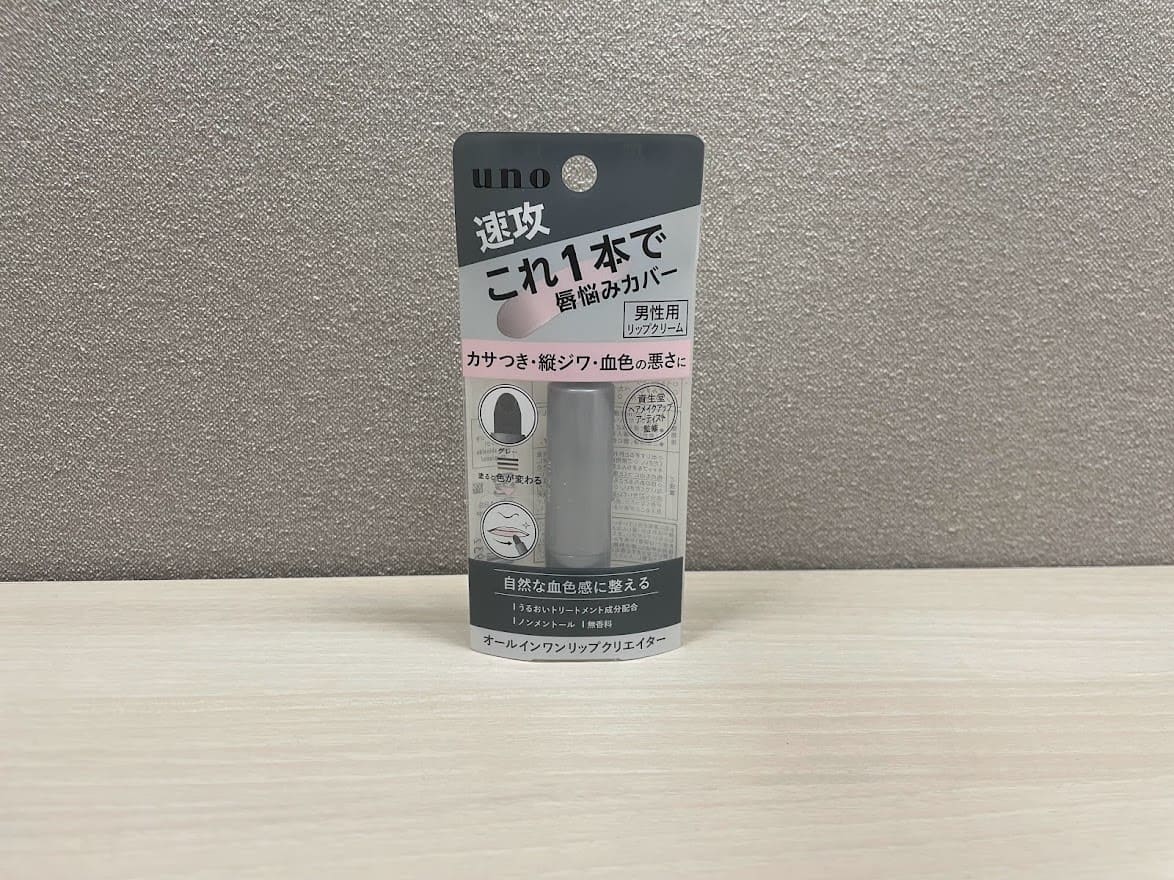 uno
速攻
これ1本で
唇悩みカバー
男性用
リップクリーム
カサつき・縦ジワ・血色の悪さに
資生堂
ヘアメイクアップ
アーティスト
監修
グレー
塗ると色が変わる
自然な血色感に整える
うるおいトリートメント成分配合
ノンメントール 無香料
オールインワンリップクリエイター